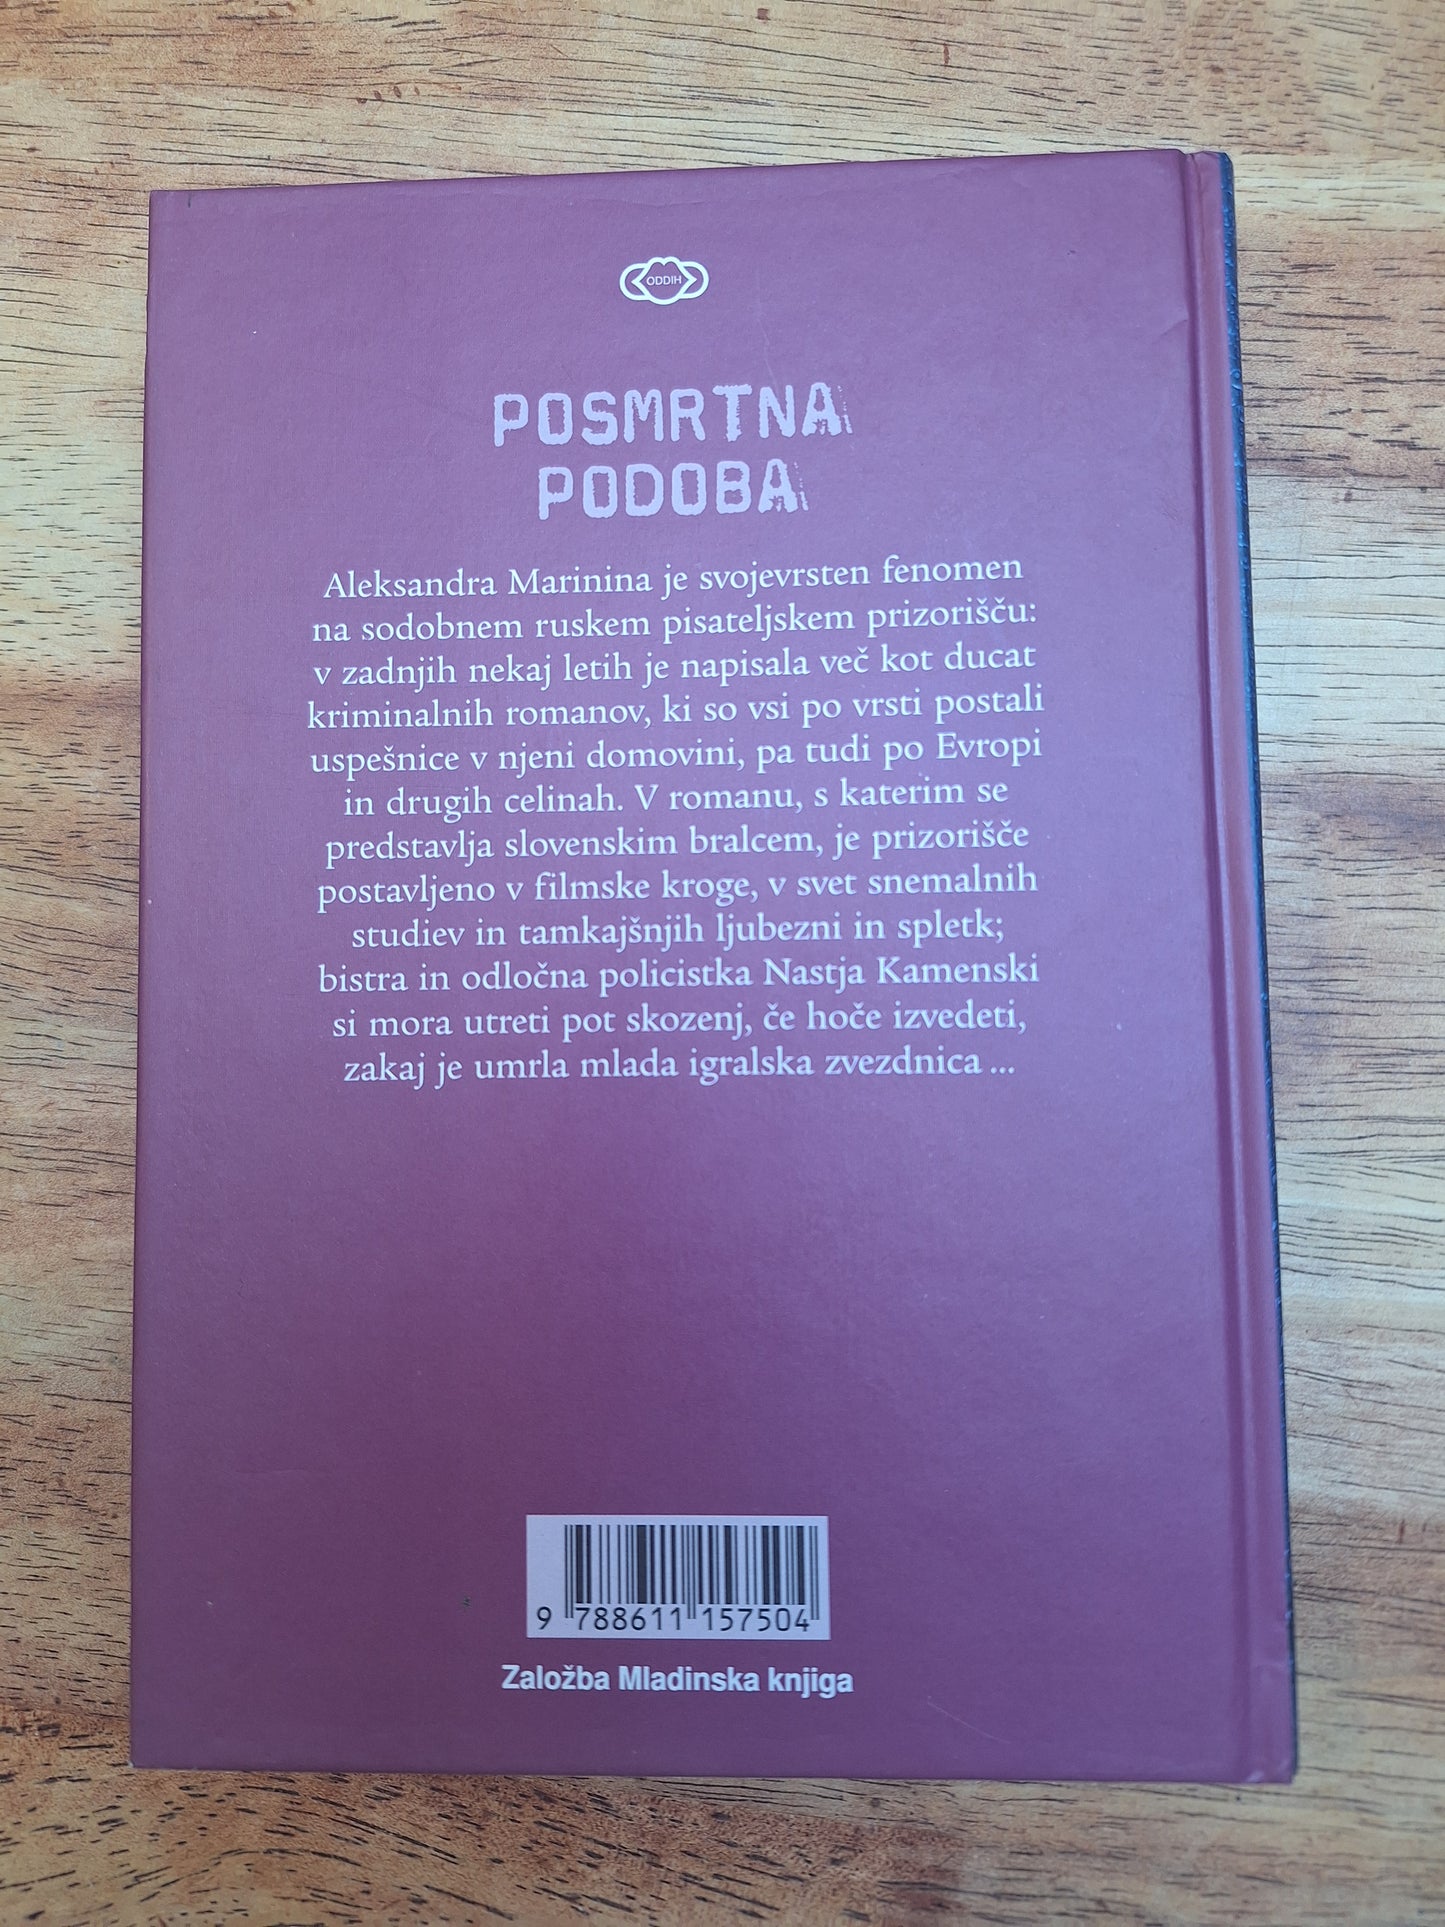 ODDIH
POSMRTNA
PODOBA
Aleksandra Marinina je svojevrsten fenomen
na sodobnem ruskem pisateljskem prizorišču:
v zadnjih nekaj letih je napisala več kot ducat
kriminalnih romanov, ki so vsi po vrsti postali
uspešnice v njeni domovini, pa tudi po Evropi
in drugih celinah. V romanu, s katerim se
predstavlja slovenskim bralcem, je prizorišče
postavljeno v filmske kroge, v svet snemalnih
studiev in tamkajšnjih ljubezni in spletk;
bistra in odločna policistka Nastja Kamenski
si mora utreti pot skozenj, če hoče izvedeti,
zakaj je umrla mlada igralska zvezdnica ...
9 788611 157504
Založba Mladinska knjiga